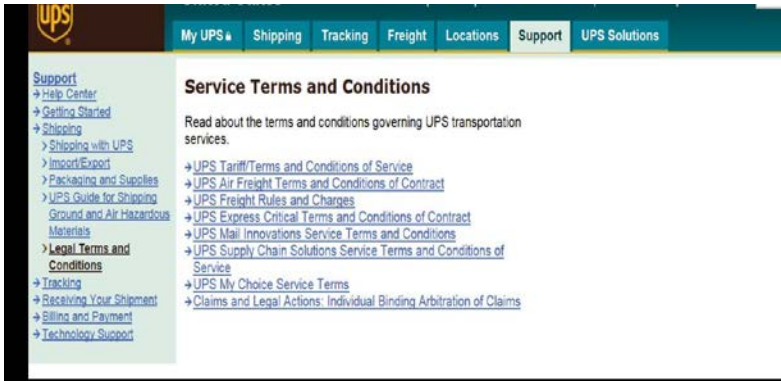 ups
My UPS Shipping Tracking Freight Locations Support UPS Solutions
Support
Help Center
Getting Started
Shipping
Shipping with UPS
Import/Export
Packaging and Supplies
UPS Guide for Shipping
Ground and Air Hazardous
Materials
Legal Terms and
Conditions
Tracking
Receiving Your Shipment
Billing and Payment
Technology Support
Service Terms and Conditions
Read about the terms and conditions governing UPS transportation
services.
UPS Tariff/Terms and Conditions of Service
UPS Air Freight Terms and Conditions of Contract
UPS Freight Rules and Charges
UPS Express Critical Terms and Conditions of Contract
UPS Mail Innovations Service Terms and Conditions
UPS Supply Chain Solutions Service Terms and Conditions of
Service
UPS My Choice Service Terms
Claims and Legal Actions: Individual Binding Arbitration of Claims